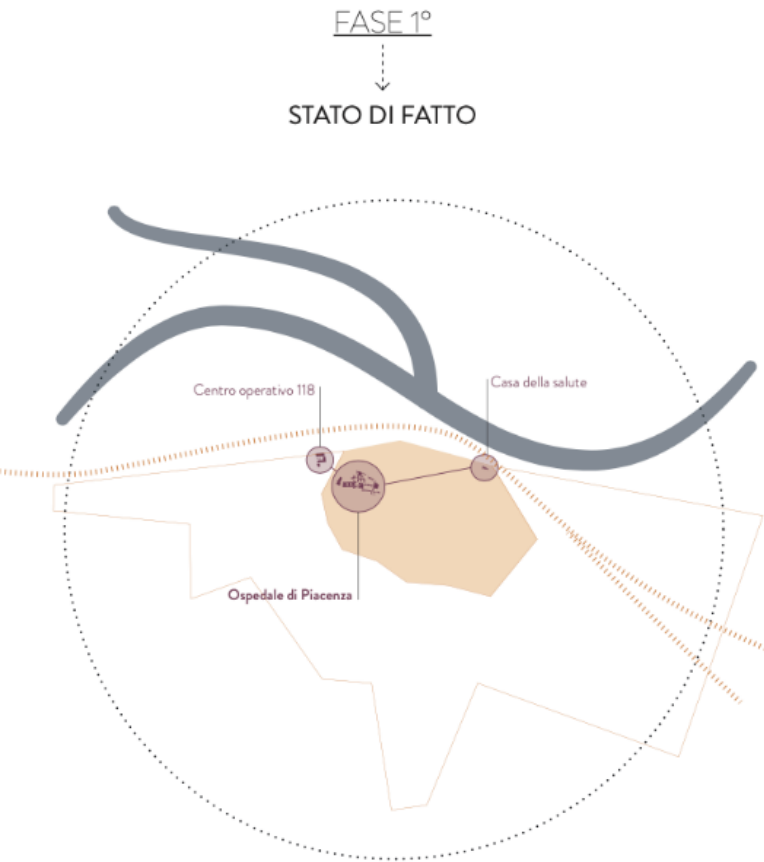 FASE 1°
STATO DI FATTO
Centro operativo 118
Casa della salute
Ospedale di Piacenza